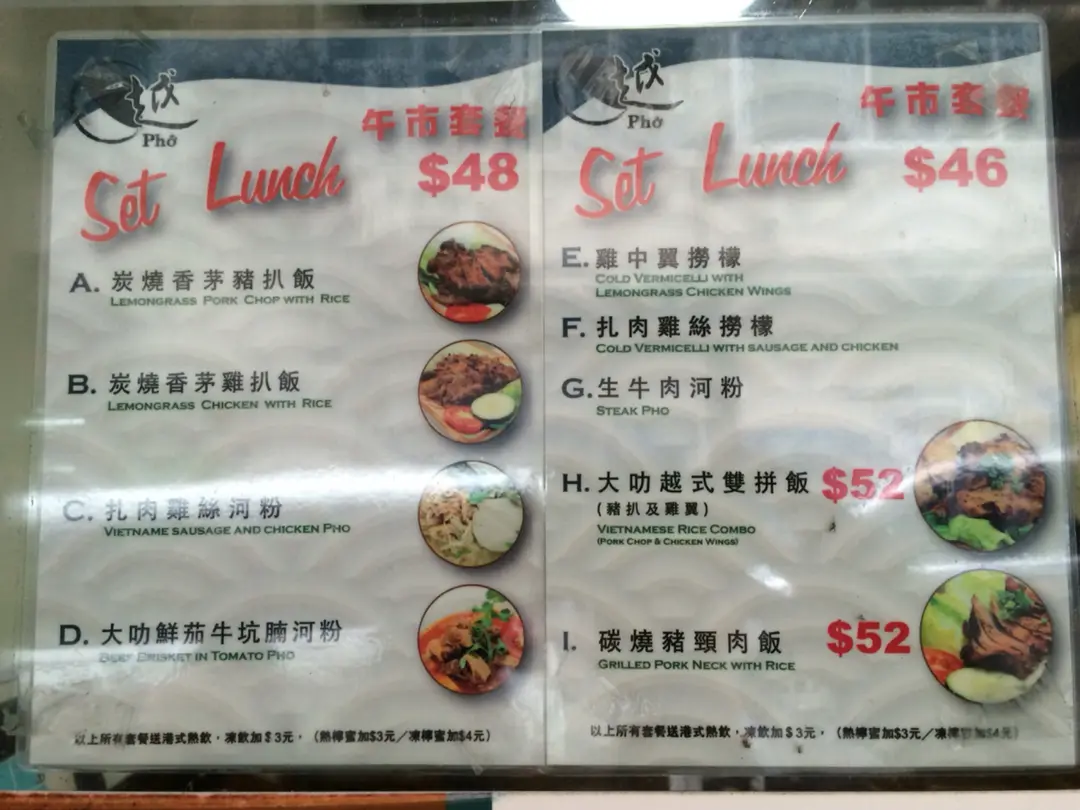 越
Phở
午市套餐
Set Lunch
$48
A. 炭燒香茅豬扒飯
LEMONGRASS PORK CHOP WITH RICE
B. 炭燒香茅雞扒飯
LEMONGRASS CHICKEN WITH RICE
C. 扎肉雞絲河粉
VIETNAME SAUSAGE AND CHICKEN PHO
D. 大叻鮮茄牛坑腩河粉
BEEF BRISKET IN TOMATO PHO
以上所有套餐送港式熱飲，凍飲加$3元，（熱檸蜜加$3元／凍檸蜜加$4元）
越
Phở
午市套餐
Set Lunch
$46
E. 雞中翼撈檬
COLD VERMICELLI WITH
LEMONGRASS CHICKEN WINGS
F. 扎肉雞絲撈檬
COLD VERMICELLI WITH SAUSAGE AND CHICKEN
G. 生牛肉河粉
STEAK PHO
H. 大叻越式雙拼飯 $52
(豬扒及雞翼)
VIETNAMESE RICE COMBO
(PORK CHOP & CHICKEN WINGS)
I. 碳燒豬頸肉飯 $52
GRILLED PORK NECK WITH RICE
以上所有套餐送港式熱飲，凍飲加$3元，（熱檸蜜加$3元／凍檸蜜加$4元）